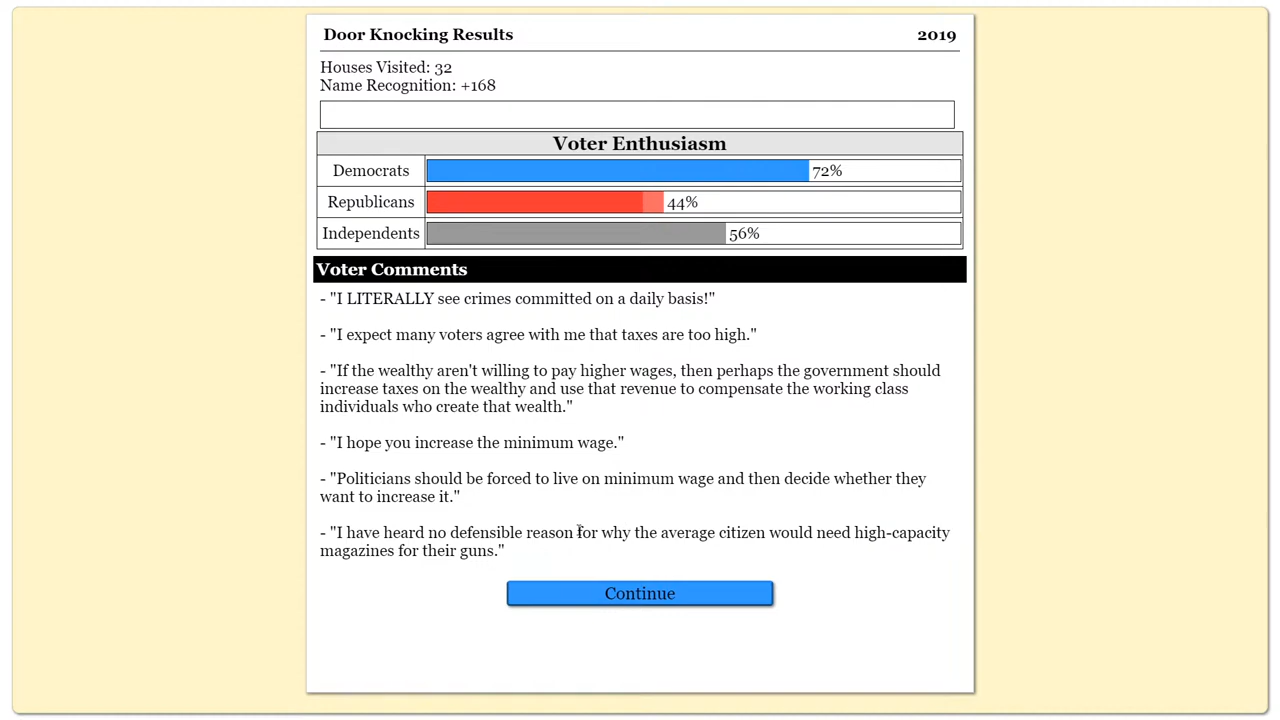 Door Knocking Results 2019
Houses Visited: 32
Name Recognition: +168
Voter Enthusiasm
Democrats 72%
Republicans 44%
Independents 56%
Voter Comments
- "I LITERALLY see crimes committed on a daily basis!"
- "I expect many voters agree with me that taxes are too high."
- "If the wealthy aren't willing to pay higher wages, then perhaps the government should
increase taxes on the wealthy and use that revenue to compensate the working class
individuals who create that wealth."
- "I hope you increase the minimum wage."
- "Politicians should be forced to live on minimum wage and then decide whether they
want to increase it."
- "I have heard no defensible reason for why the average citizen would need high-capacity
magazines for their guns."
Continue